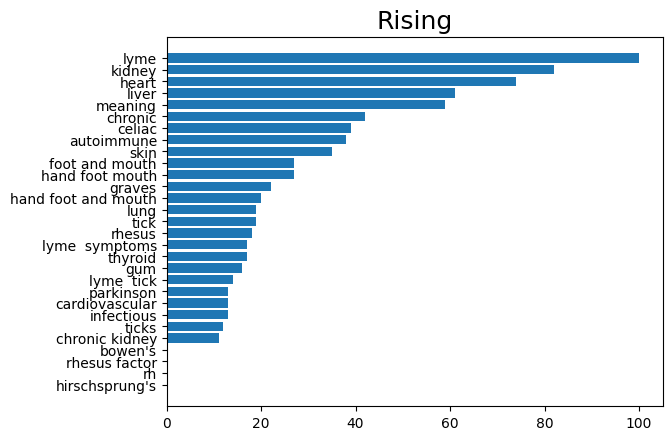 Rising
lyme
kidney
heart
liver
meaning
chronic
celiac
autoimmune
skin
foot and mouth
hand foot mouth
graves
hand foot and mouth
lung
tick
rhesus
lyme  symptoms
thyroid
gum
lyme  tick
parkinson
cardiovascular
infectious
ticks
chronic kidney
bowen's
rhesus factor
rh
hirschsprung's
0 20 40 60 80 100